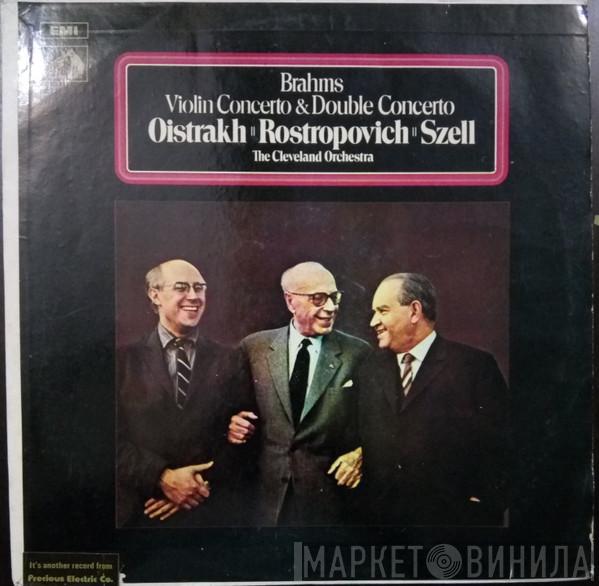 EMI
Brahms
Violin Concerto & Double Concerto
Oistrakh Rostropovich Szell
The Cleveland Orchestra
It's another record from
Precious Electric Co.
МАРКЕТ ВИНИЛА